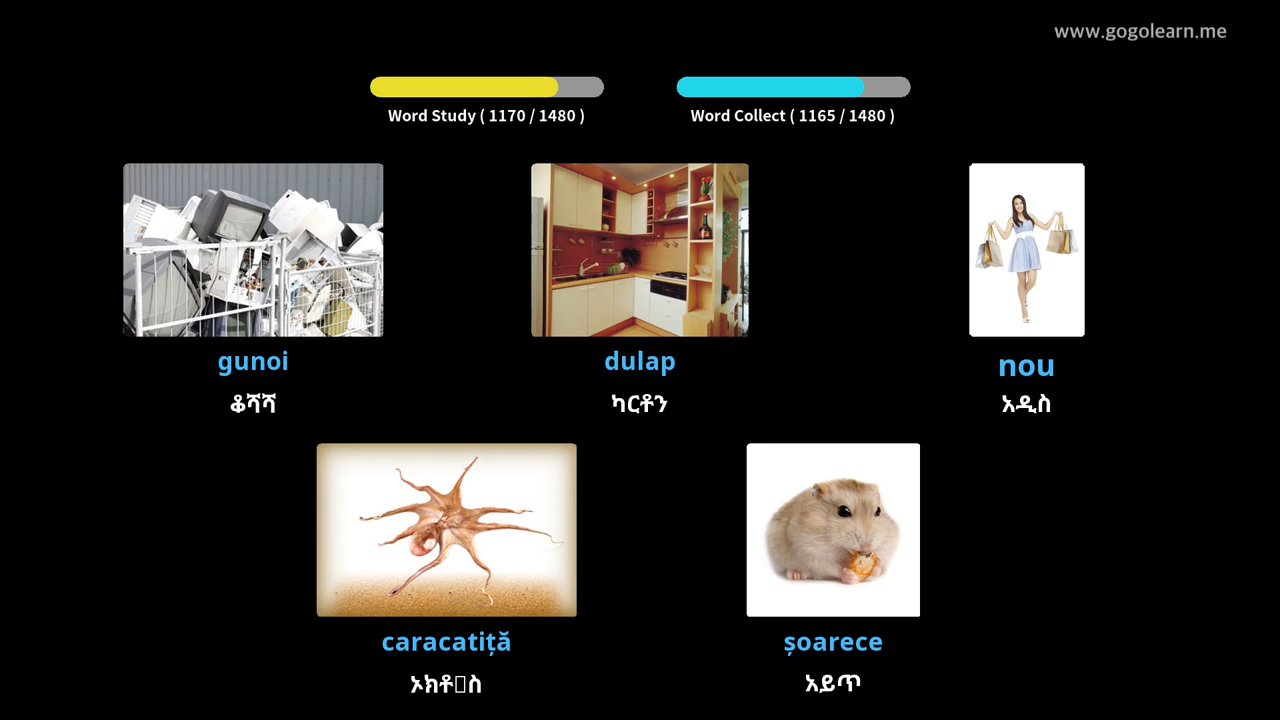 www.gogolearn.me
Word Study ( 1170 / 1480 )
Word Collect ( 1165 / 1480 )
gunoi
ቆሻሻ
dulap
ካርቶን
nou
አዲስ
caracatiță
șoarece
አይጥ